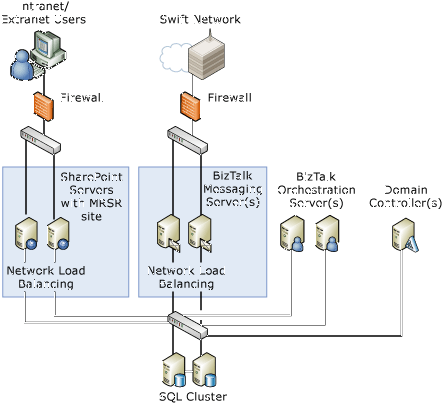 ntranet/
Extranet Users
Swift Network
Firewall
Firewall
SharePoint
Servers
with MRSR
site
BizTalk
Messaging
Server(s)
BizTalk
Orchestration
Server(s)
Domain
Controller(s)
Network Load
Balancing
Network Load
Balancing
SQL Cluster